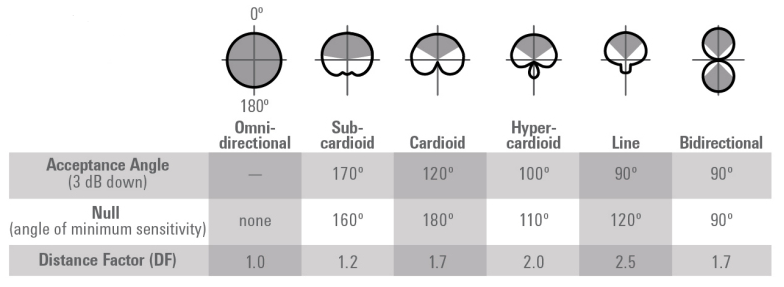 0º
180º
Omni-
directional
Sub-
cardioid
Cardioid
Hyper-
cardioid
Line
Bidirectional
Acceptance Angle
(3 dB down)
— 170º 120º 100º 90º 90º
Null
(angle of minimum sensitivity)
none 160º 180º 110º 120º 90º
Distance Factor (DF) 1.0 1.2 1.7 2.0 2.5 1.7